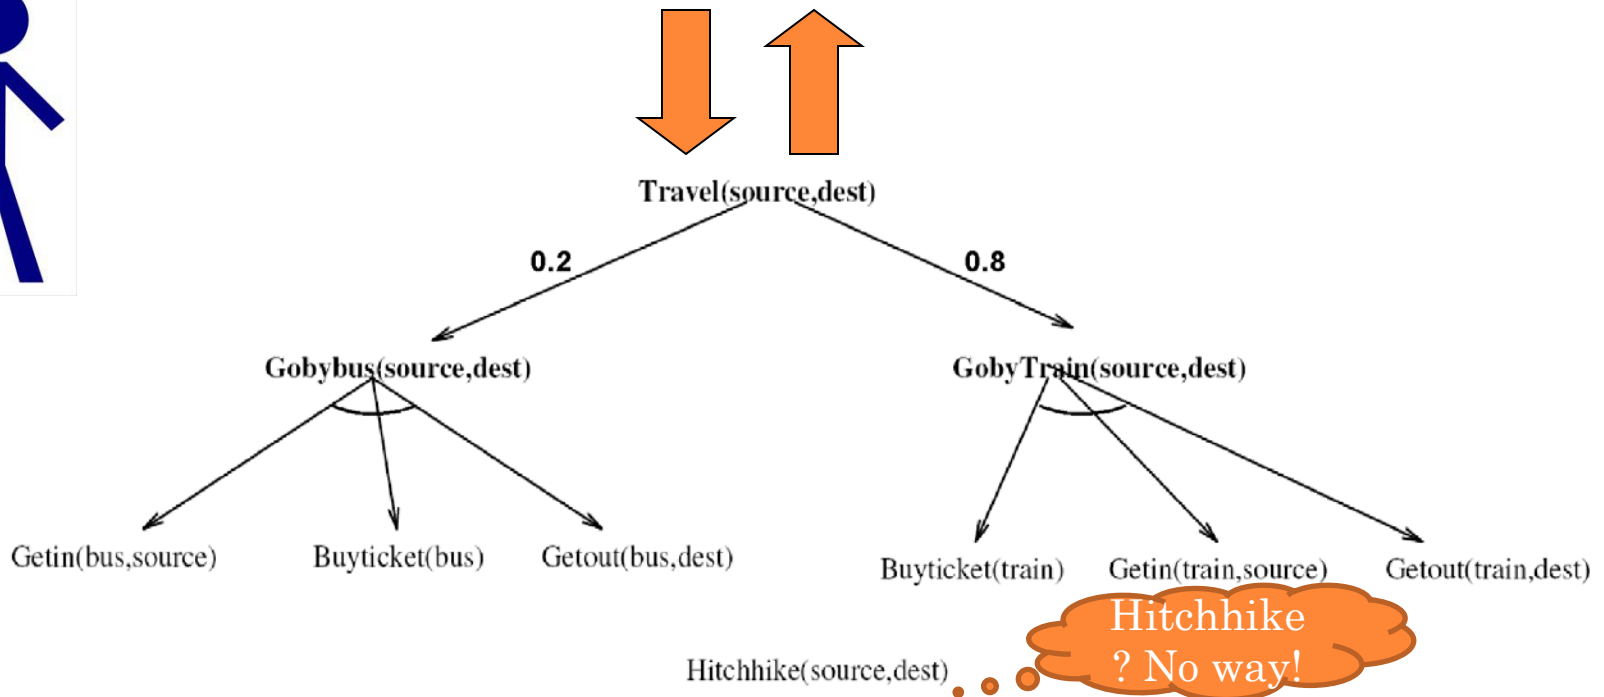 Travel(source,dest)
0.2
0.8
Gobybus(source,dest)
GobyTrain(source,dest)
Getin(bus,source)
Buyticket(bus)
Getout(bus,dest)
Buyticket(train)
Getin(train,source)
Getout(train,dest)
Hitchhike
? No way!
Hitchhike(source,dest)